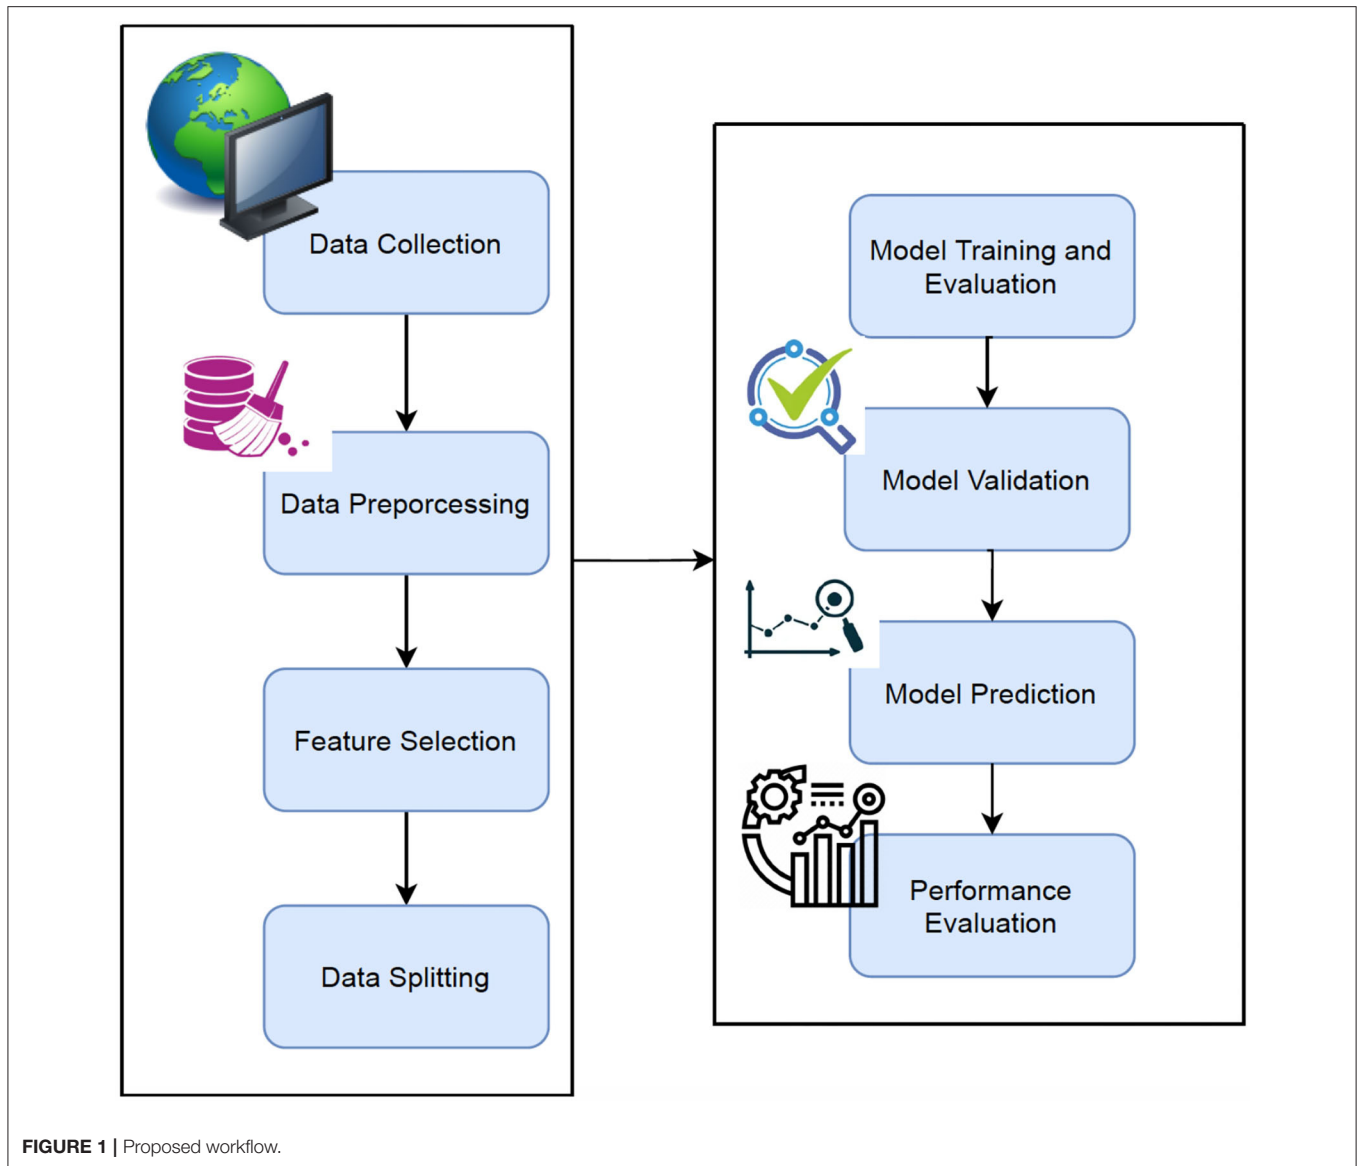 Data Collection
Data Preporcessing
Feature Selection
Data Splitting
Model Training and
Evaluation
Model Validation
Model Prediction
Performance
Evaluation
FIGURE 1 | Proposed workflow.